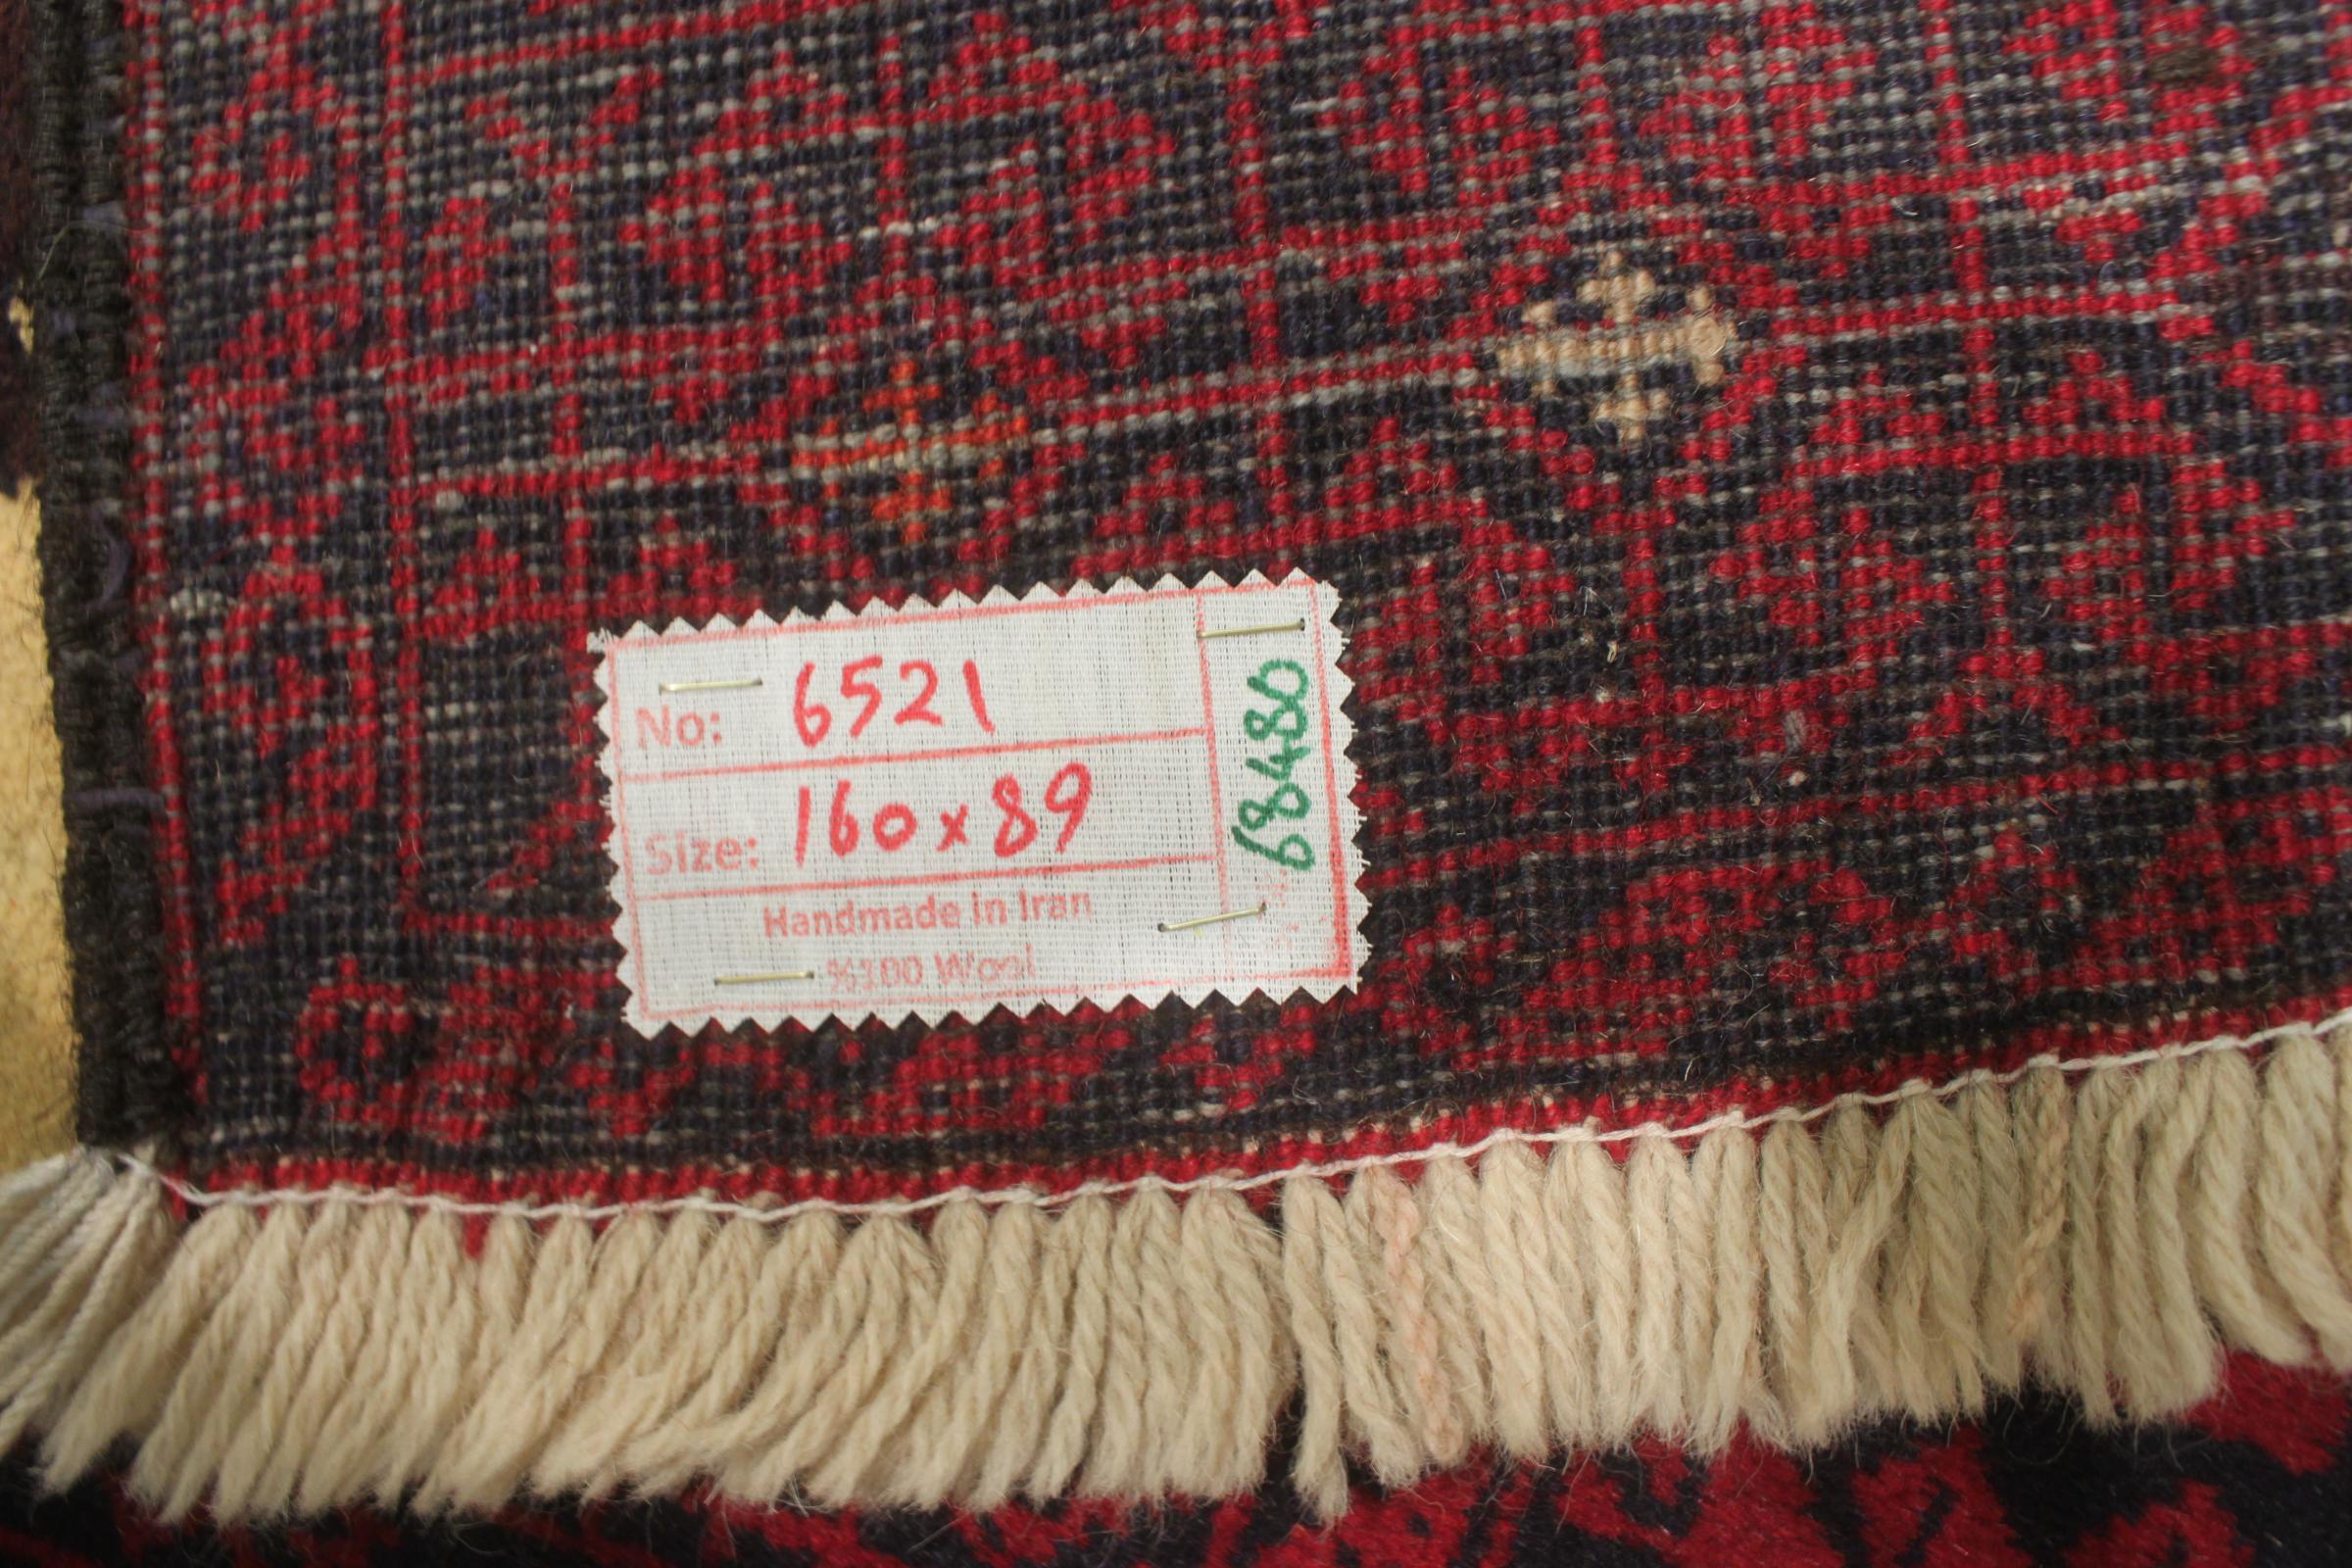 No: 6521
Size: 160x89
Handmade in Iran
%100 Wool
68480